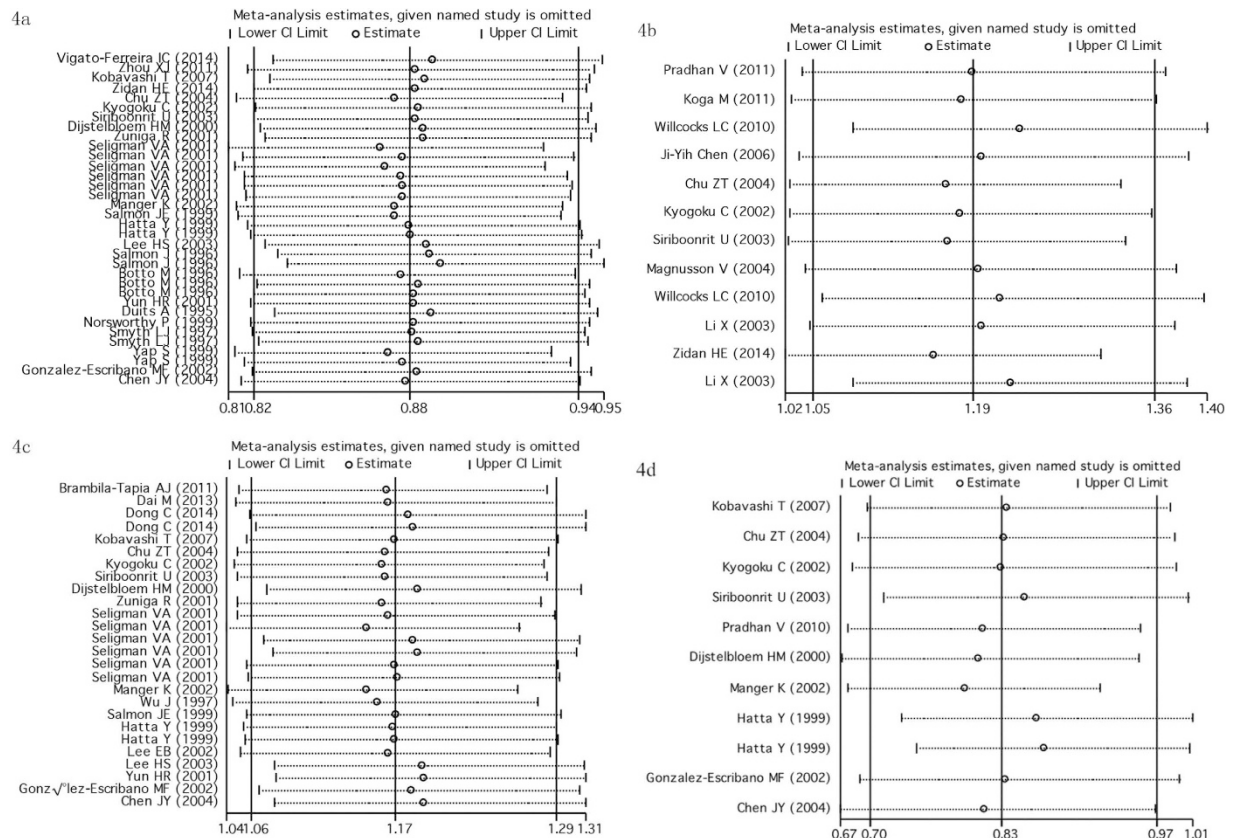 4a
Meta-analysis estimates, given named study is omitted
Lower CI Limit Estimate Upper CI Limit
Vigato-Ferreira IC (2014)
Zhou XJ (2011)
Kobavashi T (2007)
Zidan HE (2014)
Chu ZT (2004)
Kyogoku C (2002)
Siriboonrit U (2003)
Dijstelbloem HM (2000)
Zuniga R (2001)
Seligman VA (2001)
Seligman VA (2001)
Seligman VA (2001)
Seligman VA (2001)
Seligman VA (2001)
Seligman VA (2001)
Manger K (2002)
Salmon JE (1999)
Hatta Y (1999)
Hatta Y (1999)
Lee HS (2003)
Salmon J (1996)
Salmon J (1996)
Botto M (1996)
Botto M (1996)
Botto M (1996)
Yun HR (2001)
Duits A (1995)
Norsworthy P (1999)
Smyth LJ (1997)
Smyth LJ (1997)
Yap S (1999)
Yap S (1999)
Gonzalez-Escribano MF (2002)
Chen JY (2004)
0.81 0.82 0.88 0.94 0.95
4b
Meta-analysis estimates, given named study is omitted
Lower CI Limit Estimate Upper CI Limit
Pradhan V (2011)
Koga M (2011)
Willcocks LC (2010)
Ji-Yih Chen (2006)
Chu ZT (2004)
Kyogoku C (2002)
Siriboonrit U (2003)
Magnusson V (2004)
Willcocks LC (2010)
Li X (2003)
Zidan HE (2014)
Li X (2003)
1.02 1.05 1.19 1.36 1.40
4c
Meta-analysis estimates, given named study is omitted
Lower CI Limit Estimate Upper CI Limit
Brambila-Tapia AJ (2011)
Dai M (2013)
Dong C (2014)
Dong C (2014)
Kobavashi T (2007)
Chu ZT (2004)
Kyogoku C (2002)
Siriboonrit U (2003)
Dijstelbloem HM (2000)
Zuniga R (2001)
Seligman VA (2001)
Seligman VA (2001)
Seligman VA (2001)
Seligman VA (2001)
Seligman VA (2001)
Seligman VA (2001)
Manger K (2002)
Wu J (1997)
Salmon JE (1999)
Hatta Y (1999)
Hatta Y (1999)
Lee EB (2002)
Lee HS (2003)
Yun HR (2001)
Gonz√°lez-Escribano MF (2002)
Chen JY (2004)
1.04 1.06 1.17 1.29 1.31
4d
Meta-analysis estimates, given named study is omitted
Lower CI Limit Estimate Upper CI Limit
Kobavashi T (2007)
Chu ZT (2004)
Kyogoku C (2002)
Siriboonrit U (2003)
Pradhan V (2010)
Dijstelbloem HM (2000)
Manger K (2002)
Hatta Y (1999)
Hatta Y (1999)
Gonzalez-Escribano MF (2002)
Chen JY (2004)
0.67 0.70 0.83 0.97 1.01